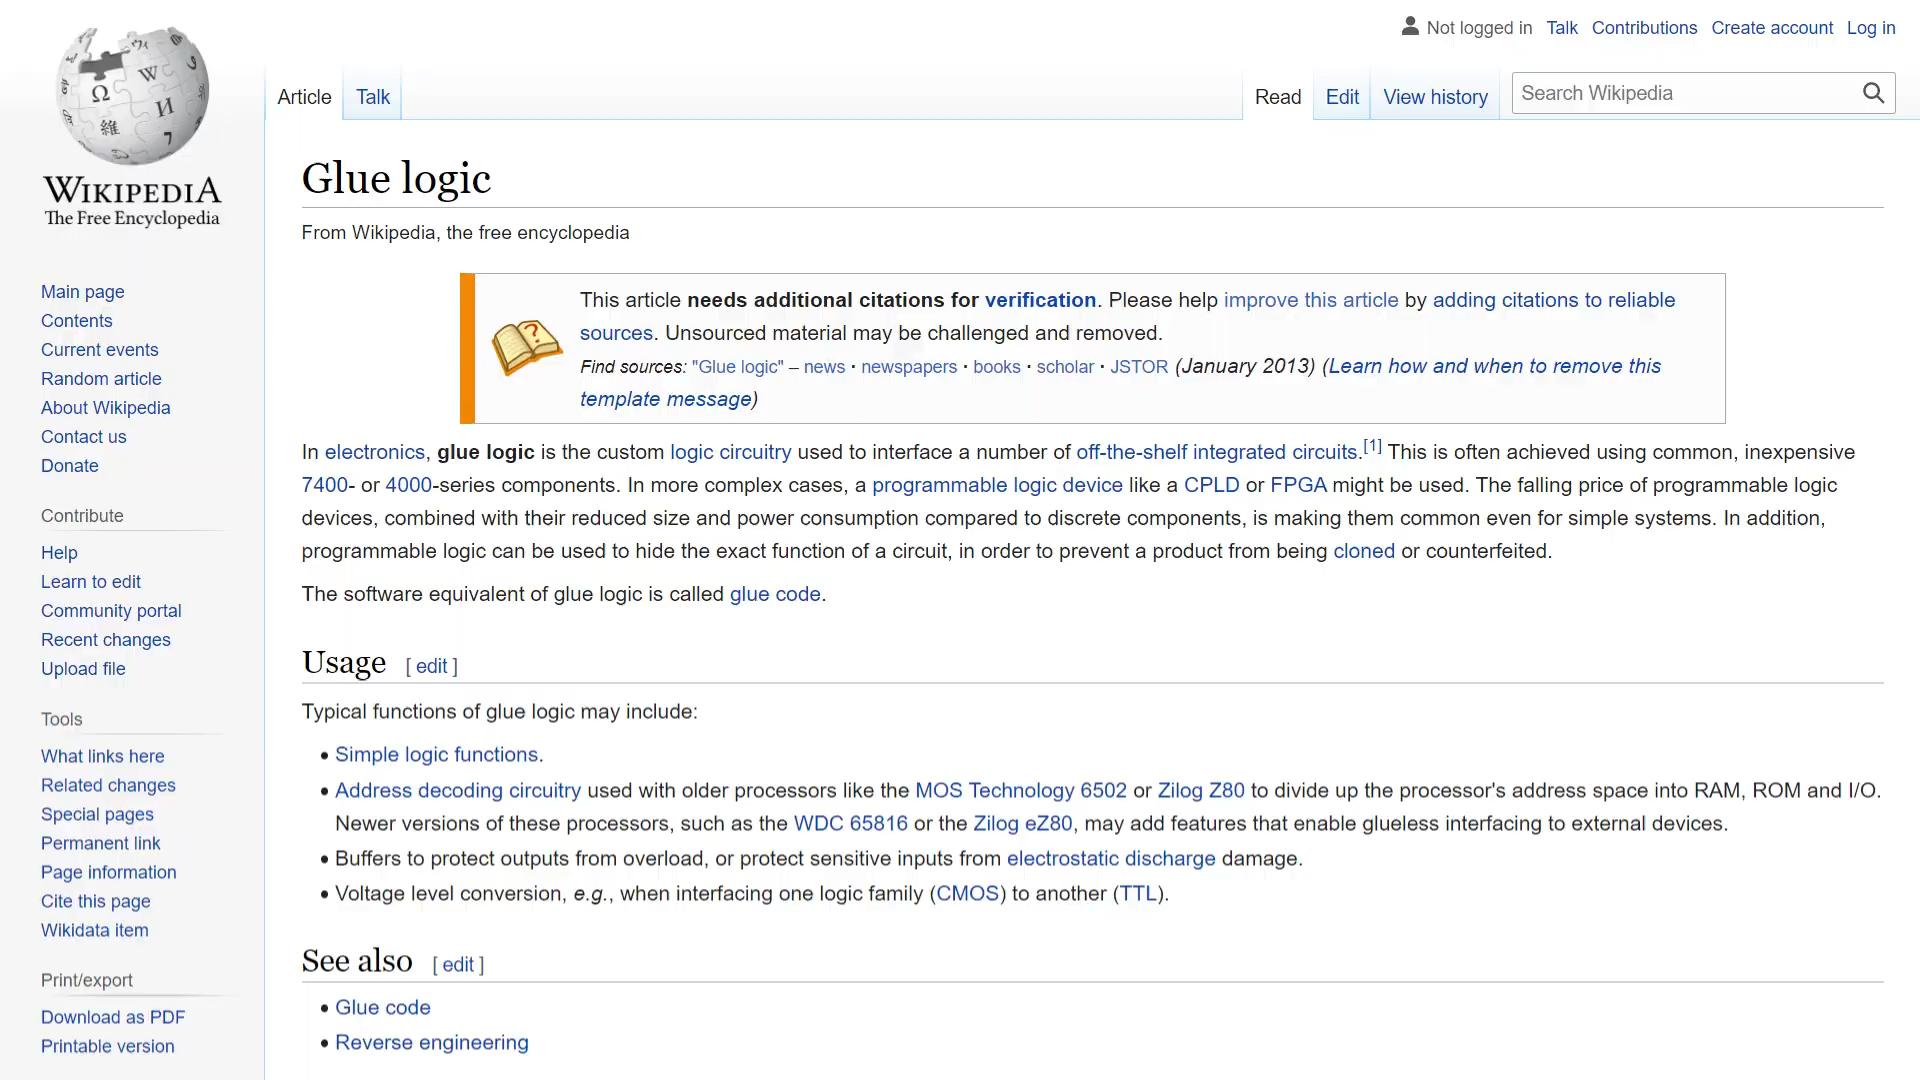 Not logged in Talk Contributions Create account Log in
Article Talk Read Edit View history Search Wikipedia
WIKIPEDIA
The Free Encyclopedia
Main page
Contents
Current events
Random article
About Wikipedia
Contact us
Donate
Contribute
Help
Learn to edit
Community portal
Recent changes
Upload file
Tools
What links here
Related changes
Special pages
Permanent link
Page information
Cite this page
Wikidata item
Print/export
Download as PDF
Printable version
Glue logic
From Wikipedia, the free encyclopedia
This article needs additional citations for verification. Please help improve this article by adding citations to reliable
sources. Unsourced material may be challenged and removed.
Find sources: "Glue logic" – news · newspapers · books · scholar · JSTOR (January 2013) (Learn how and when to remove this
template message)
In electronics, glue logic is the custom logic circuitry used to interface a number of off-the-shelf integrated circuits.[1] This is often achieved using common, inexpensive
7400- or 4000-series components. In more complex cases, a programmable logic device like a CPLD or FPGA might be used. The falling price of programmable logic
devices, combined with their reduced size and power consumption compared to discrete components, is making them common even for simple systems. In addition,
programmable logic can be used to hide the exact function of a circuit, in order to prevent a product from being cloned or counterfeited.
The software equivalent of glue logic is called glue code.
Usage [ edit ]
Typical functions of glue logic may include:
• Simple logic functions.
• Address decoding circuitry used with older processors like the MOS Technology 6502 or Zilog Z80 to divide up the processor's address space into RAM, ROM and I/O.
Newer versions of these processors, such as the WDC 65816 or the Zilog eZ80, may add features that enable glueless interfacing to external devices.
• Buffers to protect outputs from overload, or protect sensitive inputs from electrostatic discharge damage.
• Voltage level conversion, e.g., when interfacing one logic family (CMOS) to another (TTL).
See also [ edit ]
• Glue code
• Reverse engineering